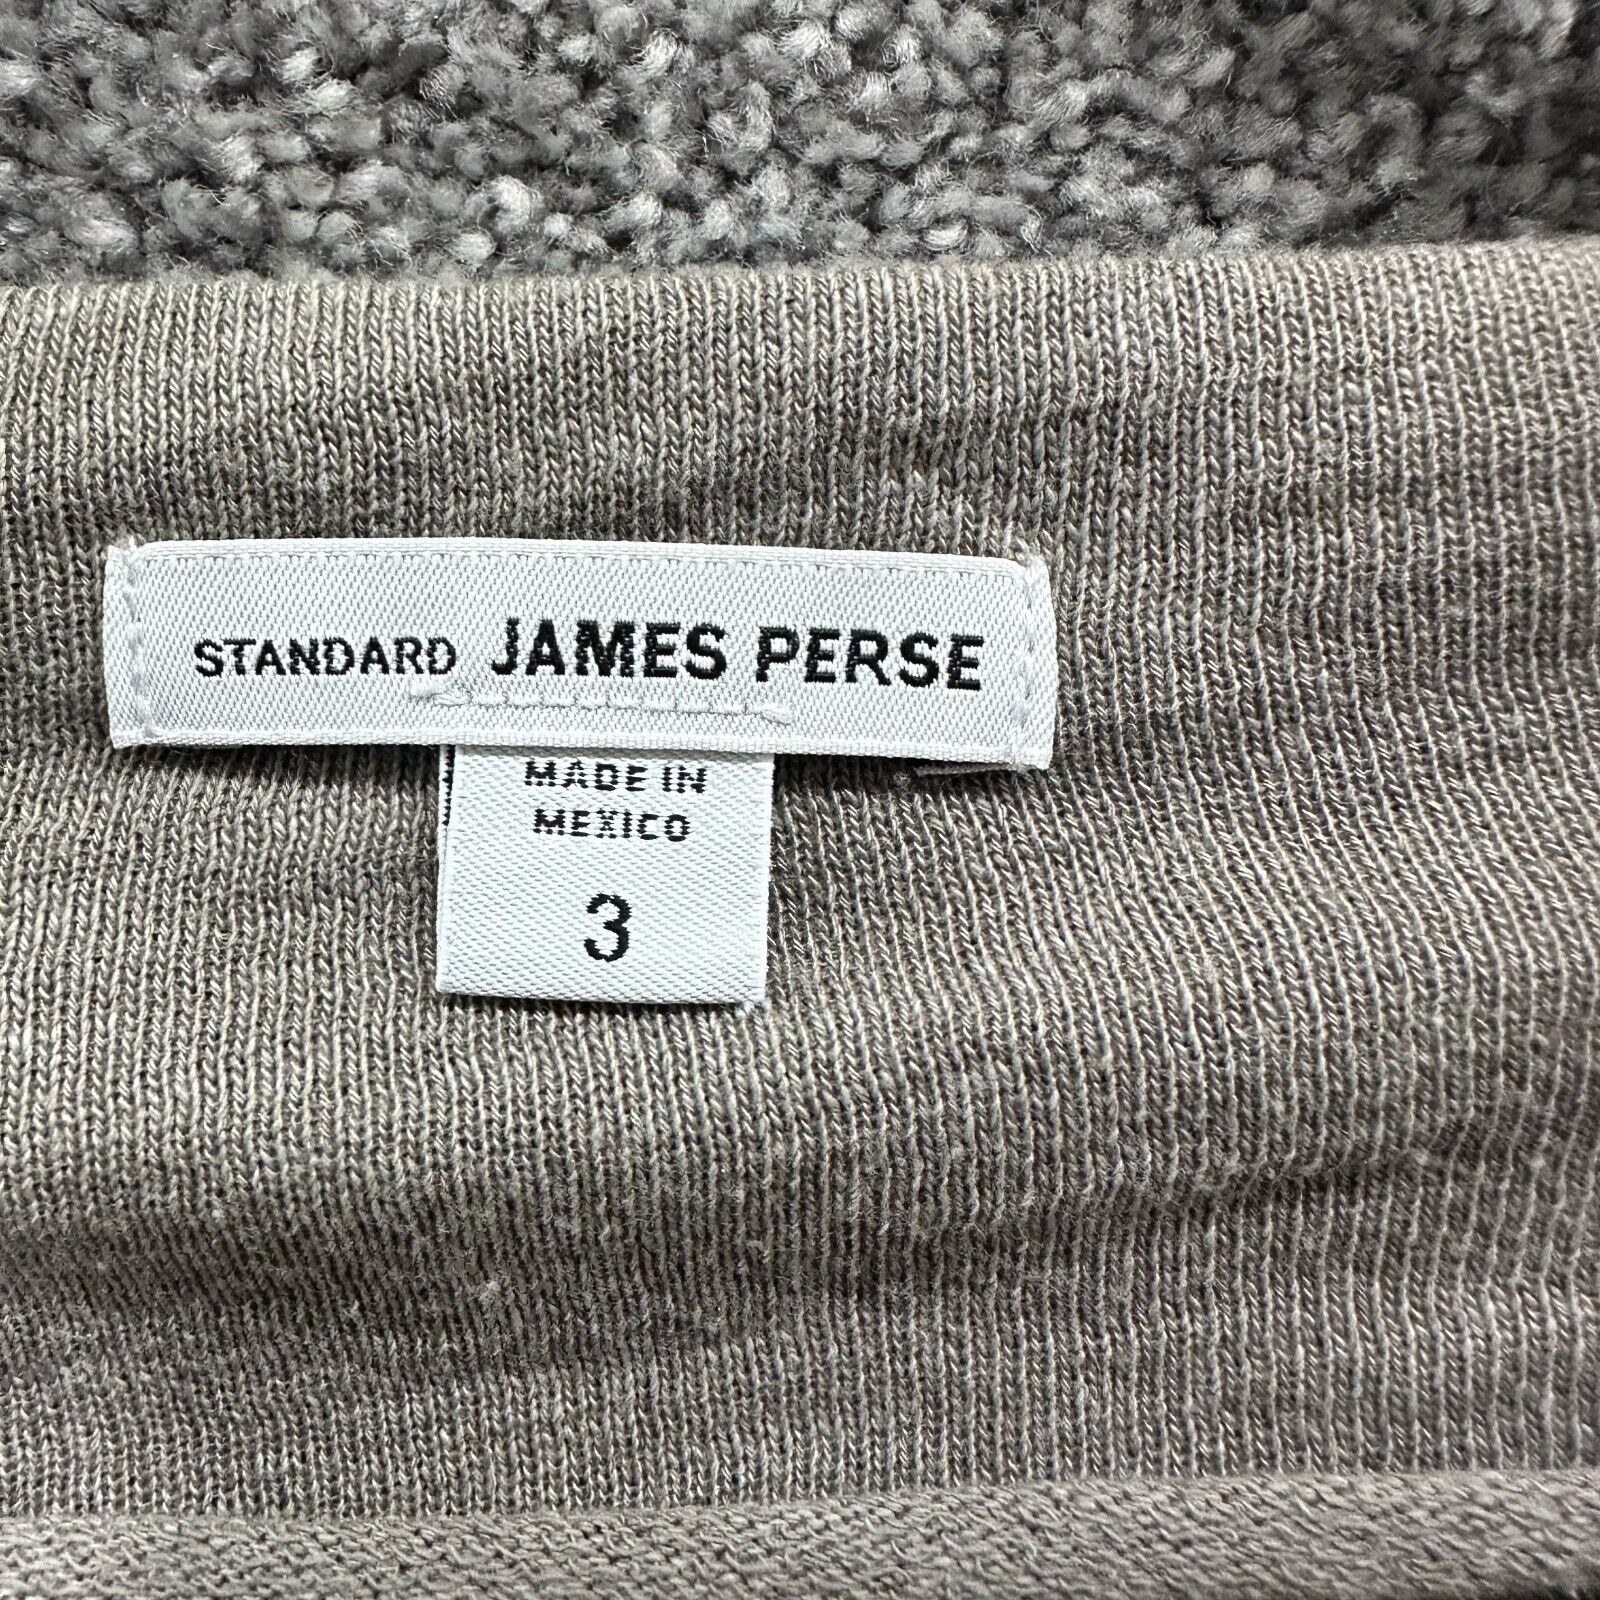 STANDARD JAMES PERSE
MADE IN
MEXICO
3